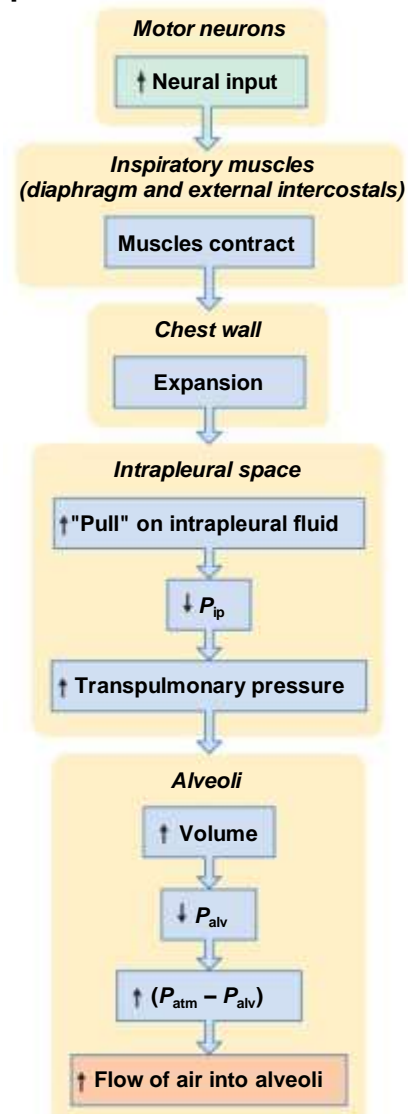 Motor neurons
↑ Neural input
Inspiratory muscles
(diaphragm and external intercostals)
Muscles contract
Chest wall
Expansion
Intrapleural space
↑ "Pull" on intrapleural fluid
↓ Pip
↑ Transpulmonary pressure
Alveoli
↑ Volume
↓ Palv
↑ (Patm – Palv)
↑ Flow of air into alveoli